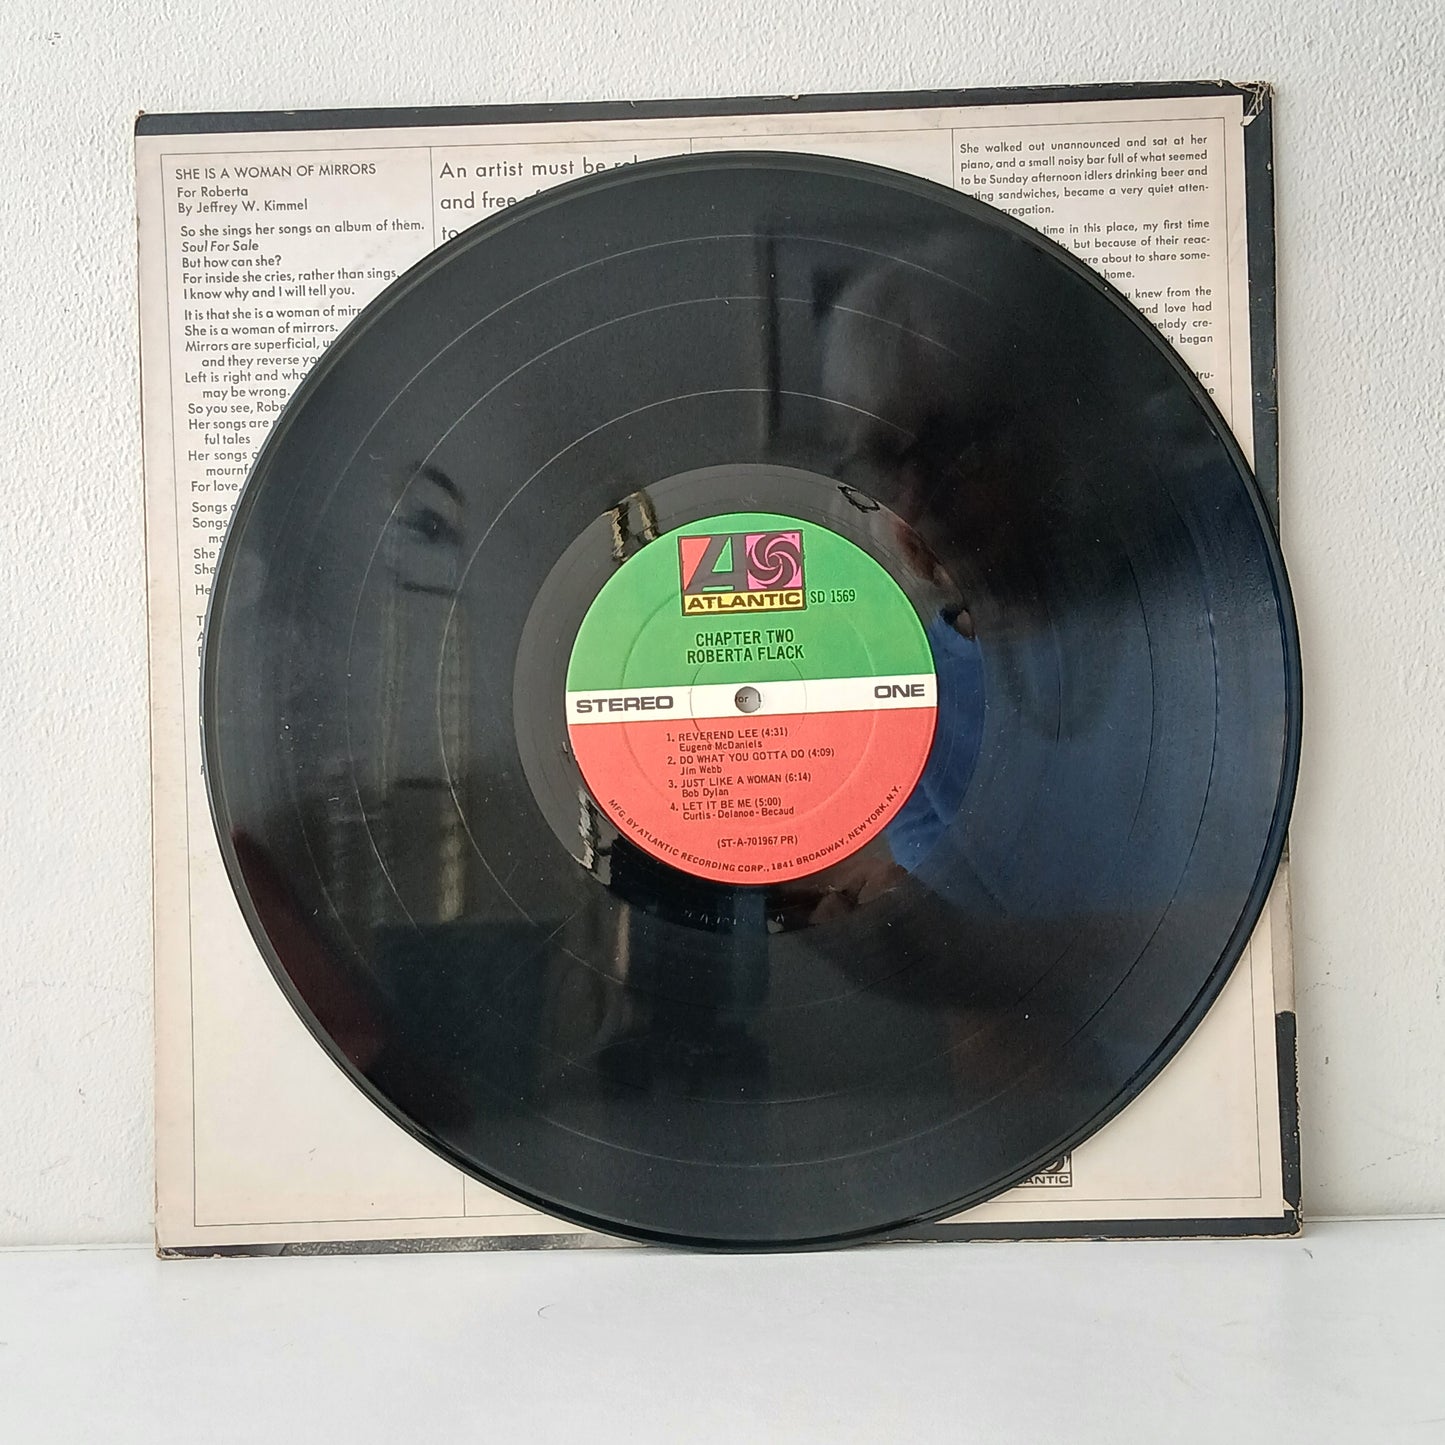 SHE IS A WOMAN OF MIRRORS
For Roberta
By Jeffrey W. Kimmel
So she sings her songs an album of them.
Soul For Sale
But how can she?
For inside she cries, rather than sings,
I know why and I will tell you.
It is that she is a woman of
She is a woman of mirrors.
Mirrors are superficial,
and they reverse
Left is right and
may be wrong.
So you see,
Her songs are
ful tales
Her songs
For love,
Songs
Songs
She
She
An artist must be
and free
She walked out unannounced and sat at her
piano, and a small noisy bar full of what seemed
to be Sunday afternoon idlers drinking beer and
sandwiches, became a very quiet atten-
time in this place, my first time
but because of their reac-
about to share some-
home.
knew from the
and love had
cre-
it began
ATLANTIC
SD 1569
CHAPTER TWO
ROBERTA FLACK
STEREO
ONE
1. REVEREND LEE (4:31)
Eugene McDaniels
2. DO WHAT YOU GOTTA DO (4:09)
Jim Webb
3. JUST LIKE A WOMAN (6:14)
Bob Dylan
4. LET IT BE ME (5:00)
Curtis-Delanoe-Becaud
(ST-A-701967 PR)
MFG. BY ATLANTIC RECORDING CORP., 1841 BROADWAY, NEW YORK, N.Y.